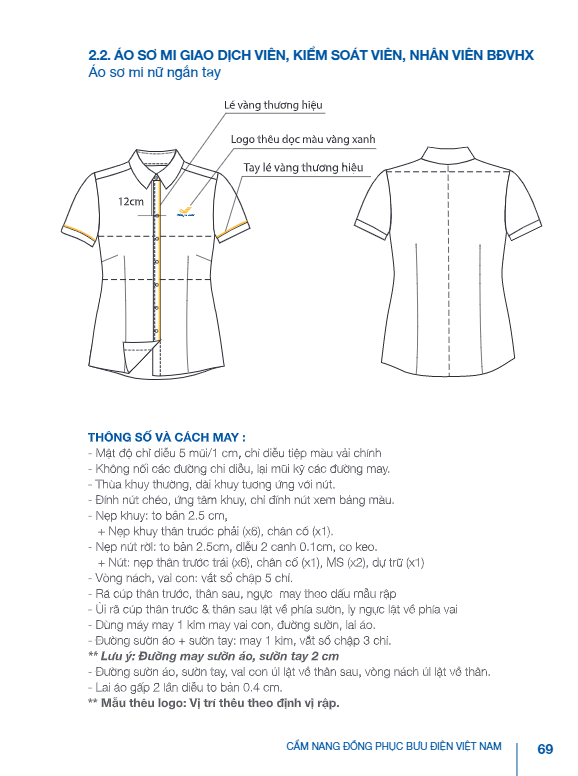 2.2. ÁO SƠ MI GIAO DỊCH VIÊN, KIỂM SOÁT VIÊN, NHÂN VIÊN BĐVHX
Áo sơ mi nữ ngắn tay
Lé vàng thương hiệu
Logo thêu dọc màu vàng xanh
Tay lé vàng thương hiệu
12cm
THÔNG SỐ VÀ CÁCH MAY :
- Mật độ chỉ diễu 5 mũi/1 cm, chỉ diễu tiệp màu vải chính
- Không nối các đường chỉ diễu, lại mũi kỹ các đường may.
- Thùa khuy thường, dài khuy tương ứng với nút.
- Đính nút chéo, ứng tâm khuy, chỉ đính nút xem bảng màu.
- Nẹp khuy: to bản 2.5 cm,
+ Nẹp khuy thân trước phải (x6), chân cổ (x1).
- Nẹp nút rời: to bản 2.5cm, diễu 2 cạnh 0.1cm, có keo.
+ Nút: nẹp thân trước trái (x6), chân cổ (x1), MS (x2), dự trữ (x1)
- Vòng nách, vai con: vắt sổ chập 5 chỉ.
- Rã cúp thân trước, thân sau, ngực may theo dấu mẫu rập
- Ủi rã cúp thân trước & thân sau lật về phía sườn, ly ngực lật về phía vai
- Dùng máy may 1 kim may vai con, đường sườn, lai áo.
- Đường sườn áo + sườn tay: may 1 kim, vắt sổ chập 3 chỉ.
** Lưu ý: Đường may sườn áo, sườn tay 2 cm
- Đường sườn áo, sườn tay, vai con ủi lật về thân sau, vòng nách ủi lật về thân.
- Lai áo gấp 2 lần diễu to bản 0.4 cm.
** Mẫu thêu logo: Vị trí thêu theo định vị rập.
CẨM NANG ĐỒNG PHỤC BƯU ĐIỆN VIỆT NAM
69